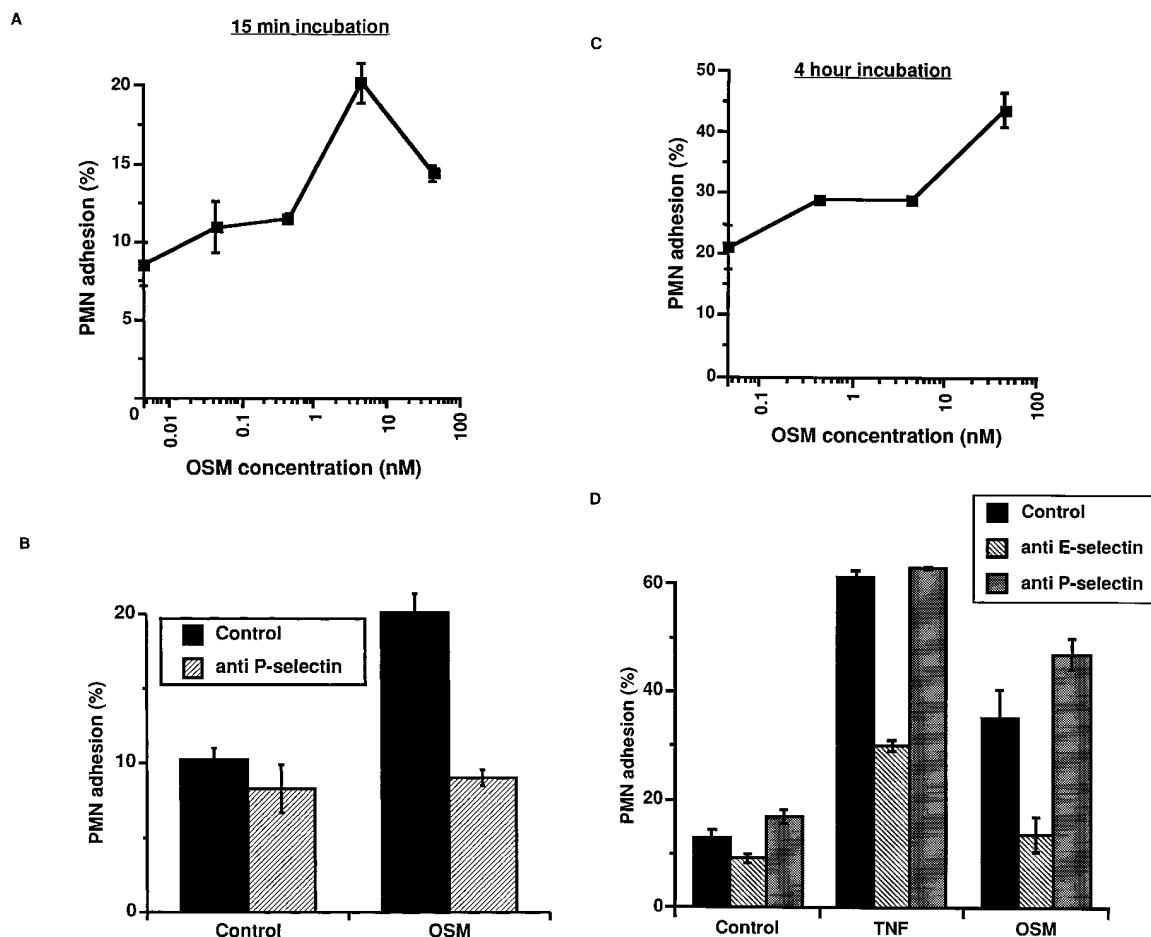 A
15 min incubation
20
15
10
5
0
0.01
0.1
1
10
100
PMN adhesion (%)
OSM concentration (nM)
B
20
10
0
Control
anti P-selectin
PMN adhesion (%)
Control
OSM
C
4 hour incubation
50
40
30
20
10
0
0.1
1
10
100
PMN adhesion (%)
OSM concentration (nM)
D
Control
anti E-selectin
anti P-selectin
60
40
20
0
PMN adhesion (%)
Control
TNF
OSM